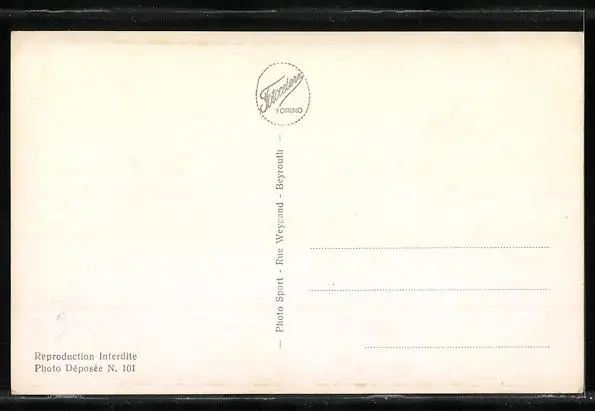 Fotocelere
TORINO
— Photo Sport - Rue Weygand - Beyrouth —
Reproduction Interdite
Photo Déposée N. 101